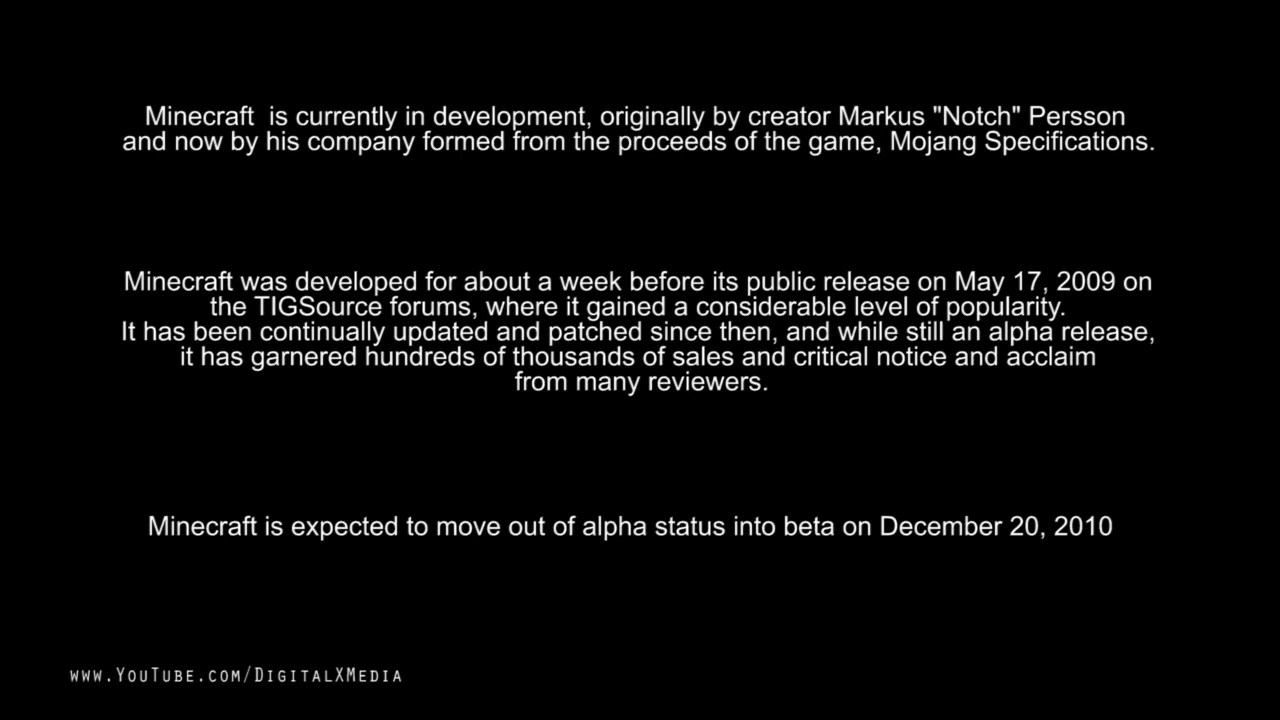 Minecraft  is currently in development, originally by creator Markus "Notch" Persson
and now by his company formed from the proceeds of the game, Mojang Specifications.
Minecraft was developed for about a week before its public release on May 17, 2009 on
the TIGSource forums, where it gained a considerable level of popularity.
It has been continually updated and patched since then, and while still an alpha release,
it has garnered hundreds of thousands of sales and critical notice and acclaim
from many reviewers.
Minecraft is expected to move out of alpha status into beta on December 20, 2010
www.YouTube.com/DigitalXMedia